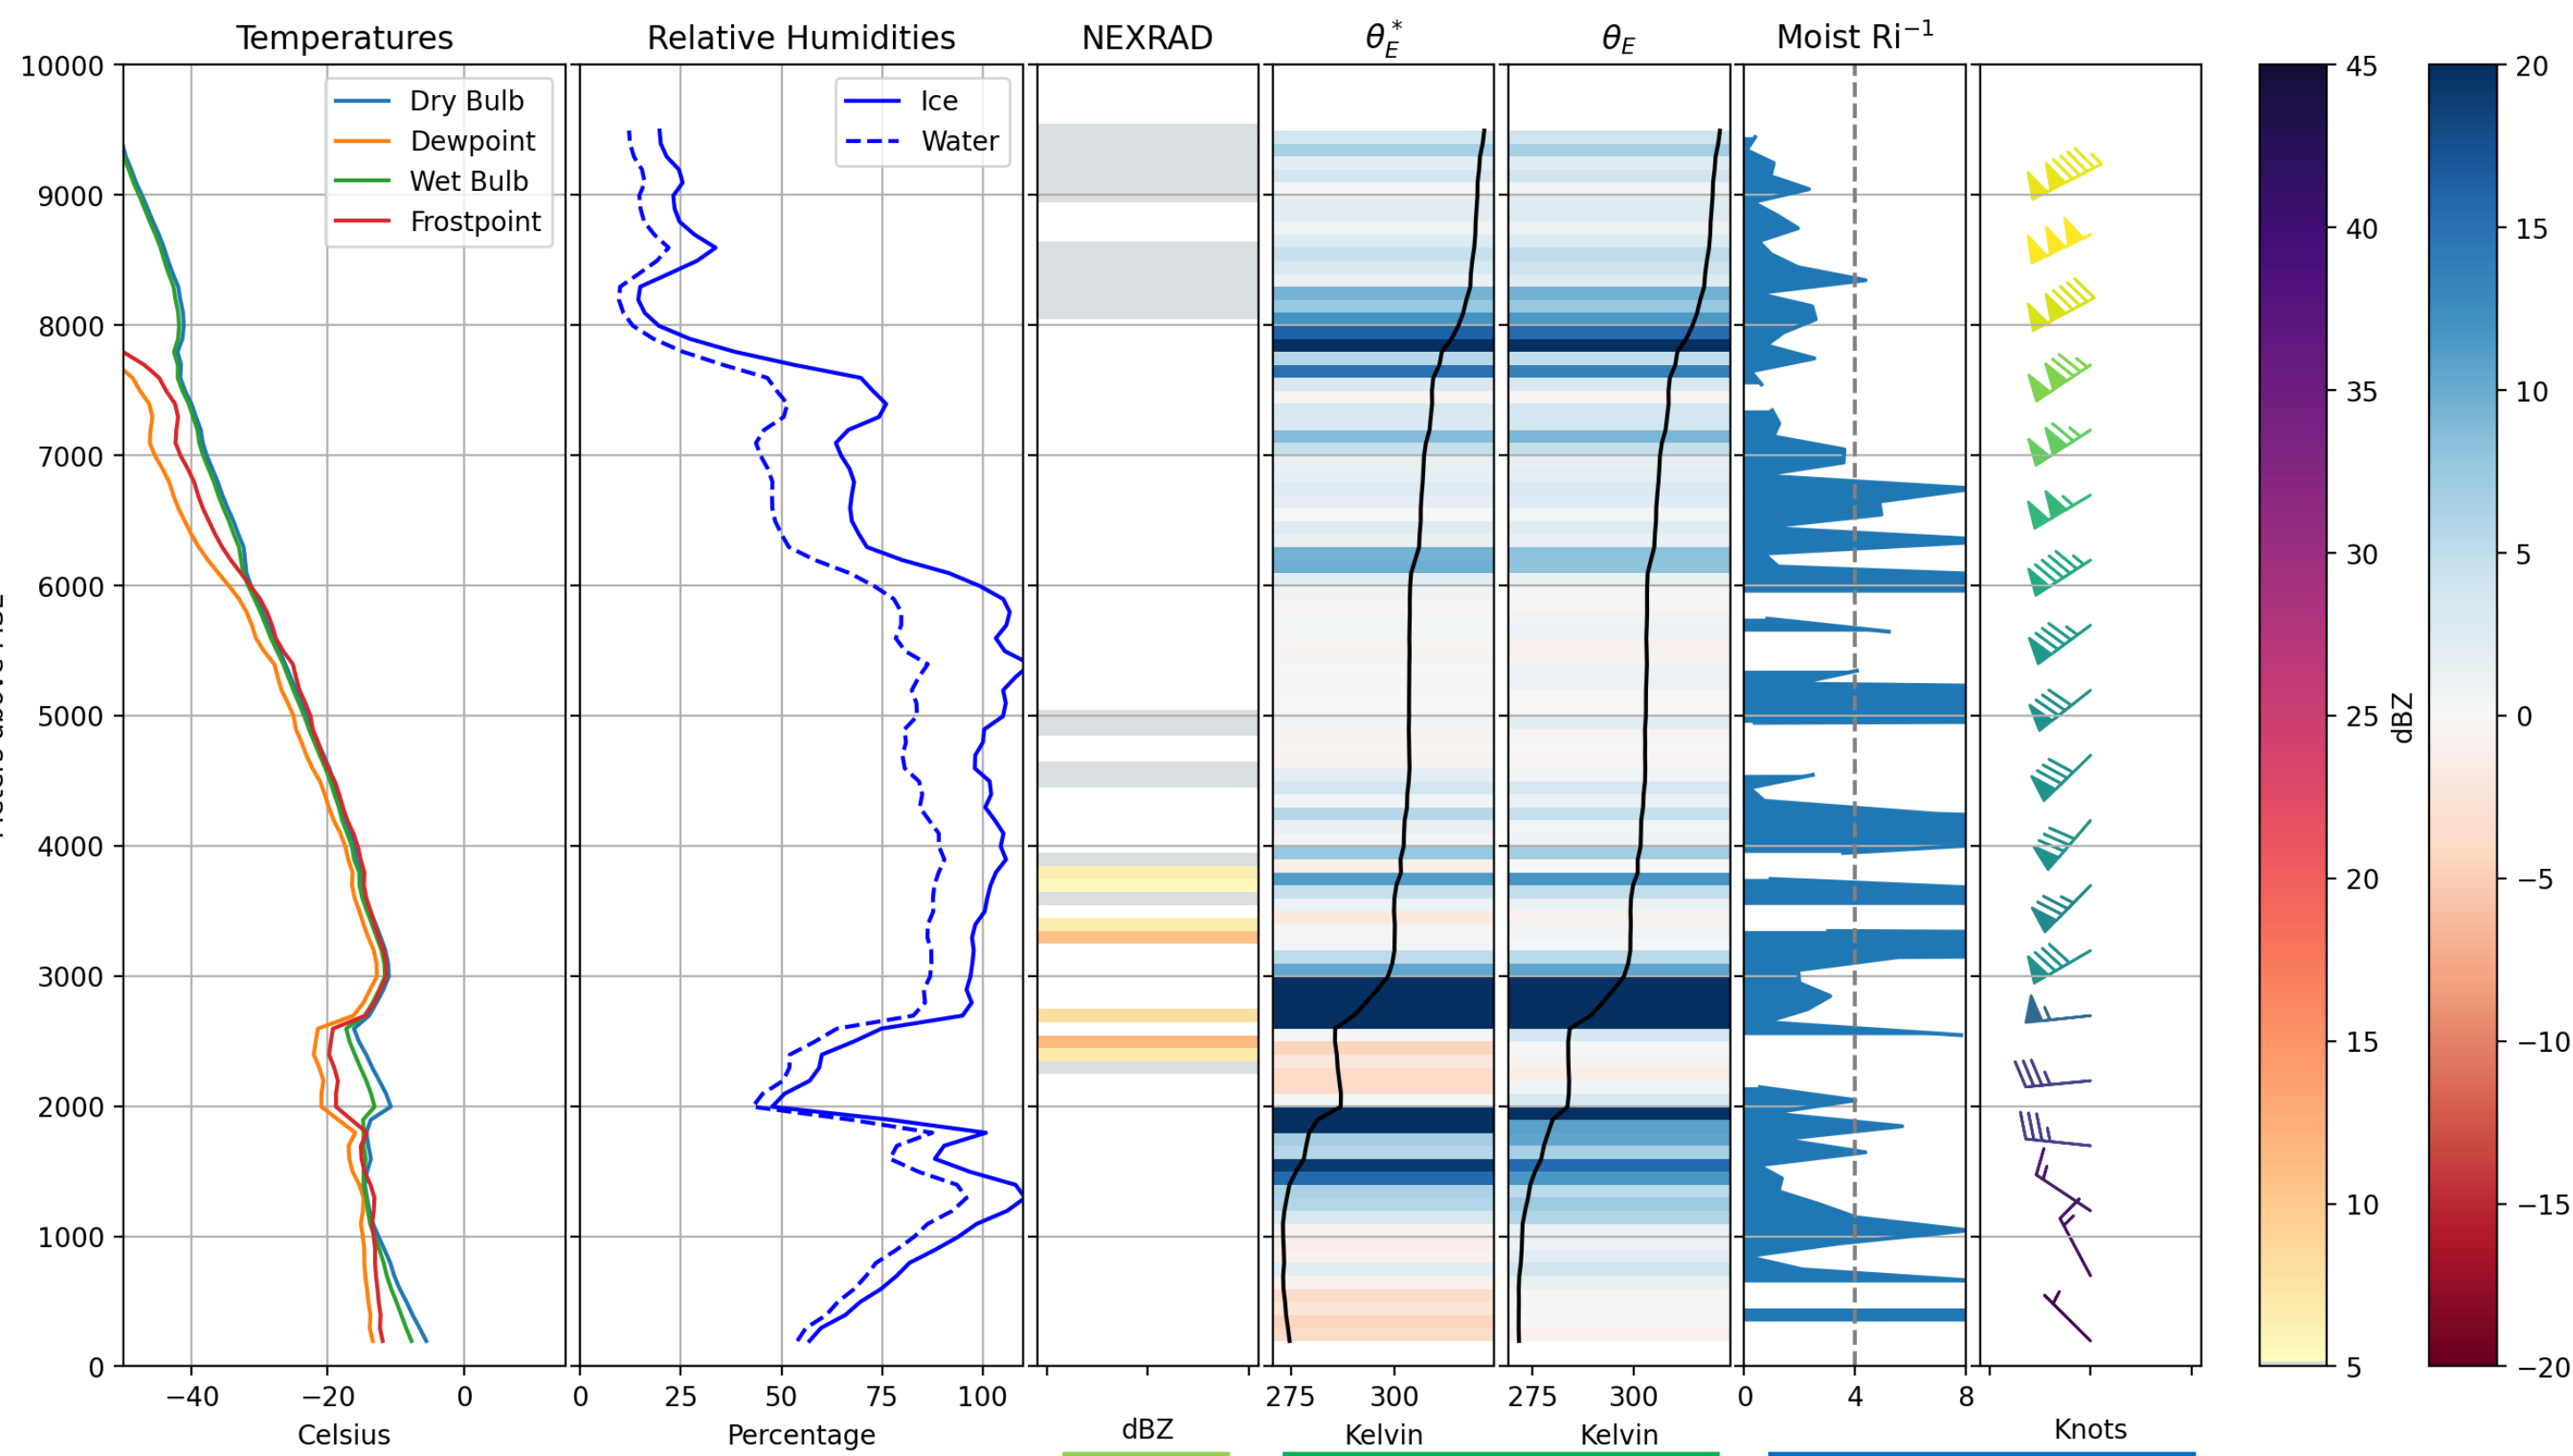 Temperatures
Relative Humidities
NEXRAD
θ*E
θE
Moist Ri⁻¹
10000
9000
8000
7000
6000
5000
4000
3000
2000
1000
0
Dry Bulb
Dewpoint
Wet Bulb
Frostpoint
Ice
Water
−40 −20 0
Celsius
0 25 50 75 100
Percentage
dBZ
275 300
Kelvin
275 300
Kelvin
0 4 8
Knots
45
40
35
30
25
20
15
10
5
dBZ
20
15
10
5
0
−5
−10
−15
−20